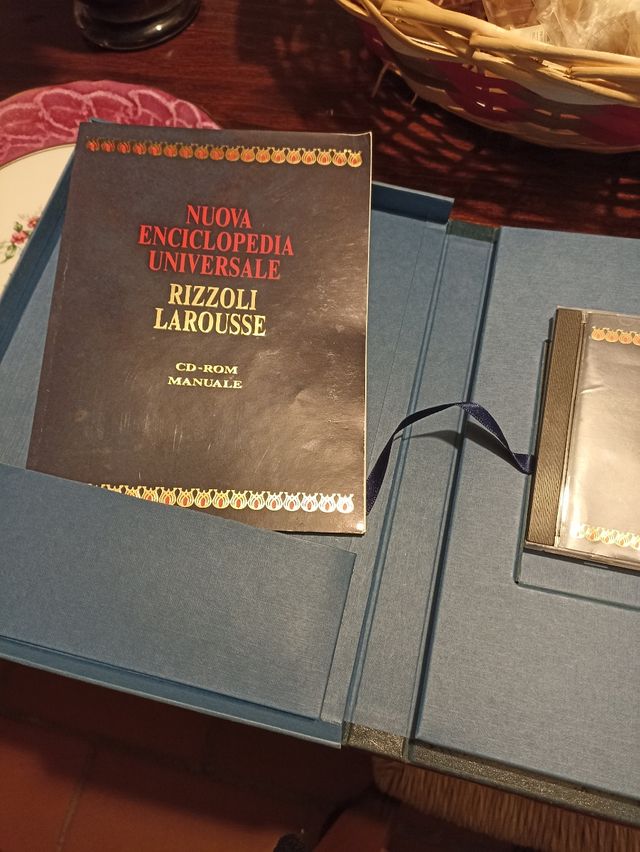 NUOVA
ENCICLOPEDIA
UNIVERSALE
RIZZOLI
LAROUSSE
CD-ROM
MANUALE